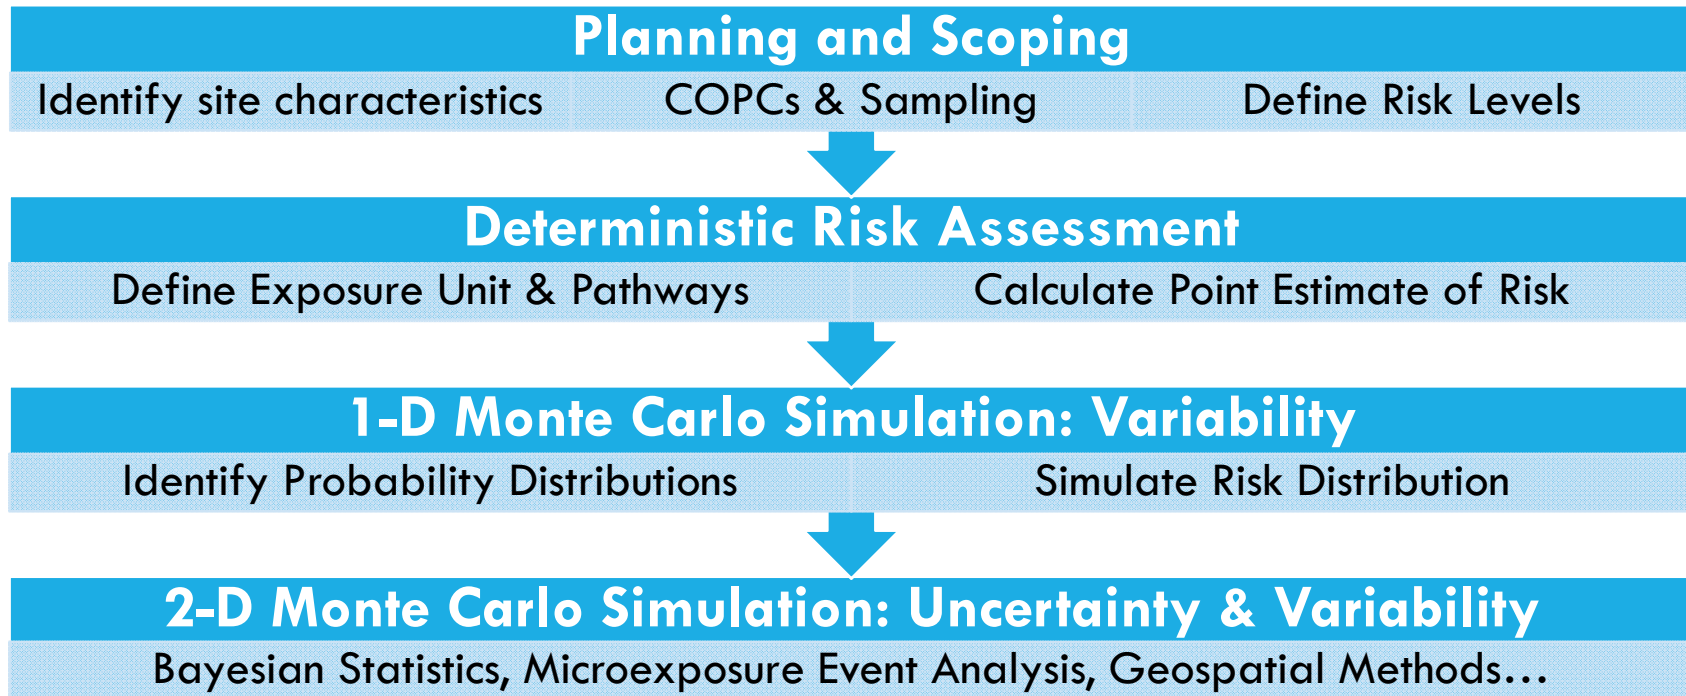 Planning and Scoping
Identify site characteristics COPCs & Sampling Define Risk Levels
Deterministic Risk Assessment
Define Exposure Unit & Pathways Calculate Point Estimate of Risk
1-D Monte Carlo Simulation: Variability
Identify Probability Distributions Simulate Risk Distribution
2-D Monte Carlo Simulation: Uncertainty & Variability
Bayesian Statistics, Microexposure Event Analysis, Geospatial Methods…